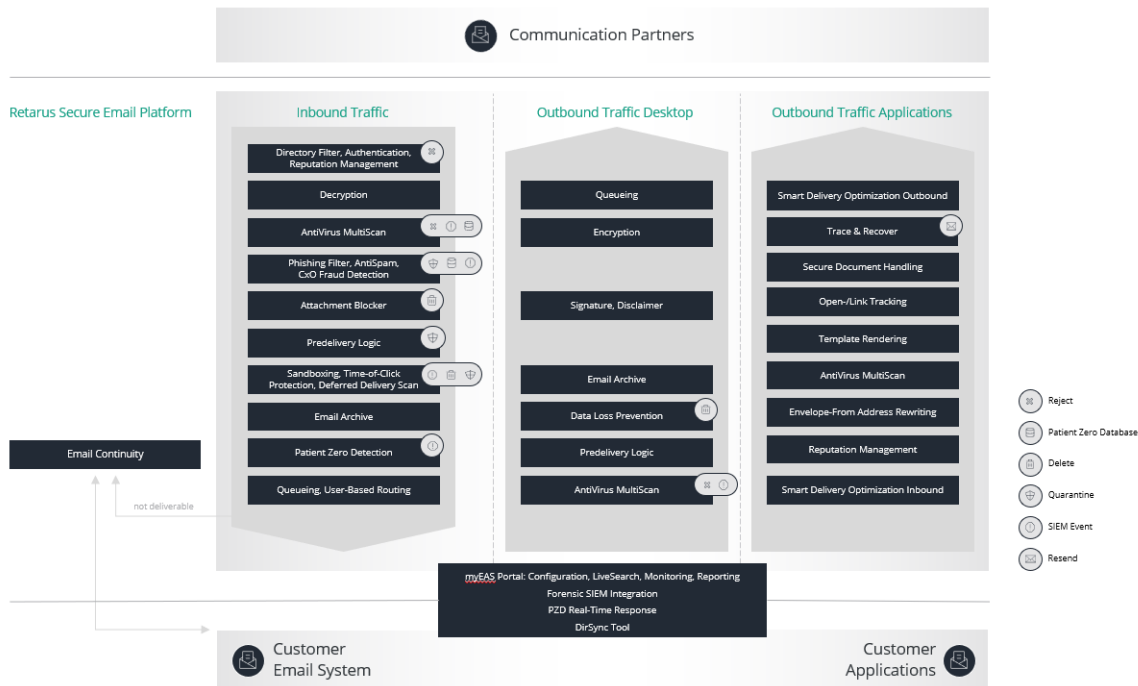 Communication Partners
Retarus Secure Email Platform
Inbound Traffic
Directory Filter, Authentication,
Reputation Management
Decryption
AntiVirus MultiScan
Phishing Filter, AntiSpam,
CxO Fraud Detection
Attachment Blocker
Predelivery Logic
Sandboxing, Time-of-Click
Protection, Deferred Delivery Scan
Email Archive
Patient Zero Detection
Queueing, User-Based Routing
Outbound Traffic Desktop
Queueing
Encryption
Signature, Disclaimer
Email Archive
Data Loss Prevention
Predelivery Logic
AntiVirus MultiScan
Outbound Traffic Applications
Smart Delivery Optimization Outbound
Trace & Recover
Secure Document Handling
Open-/Link Tracking
Template Rendering
AntiVirus MultiScan
Envelope-From Address Rewriting
Reputation Management
Smart Delivery Optimization Inbound
Email Continuity
not deliverable
Reject
Patient Zero Database
Delete
Quarantine
SIEM Event
Resend
myEAS Portal: Configuration, LiveSearch, Monitoring, Reporting
Forensic SIEM Integration
PZD Real-Time Response
DirSync Tool
Customer
Email System
Customer
Applications